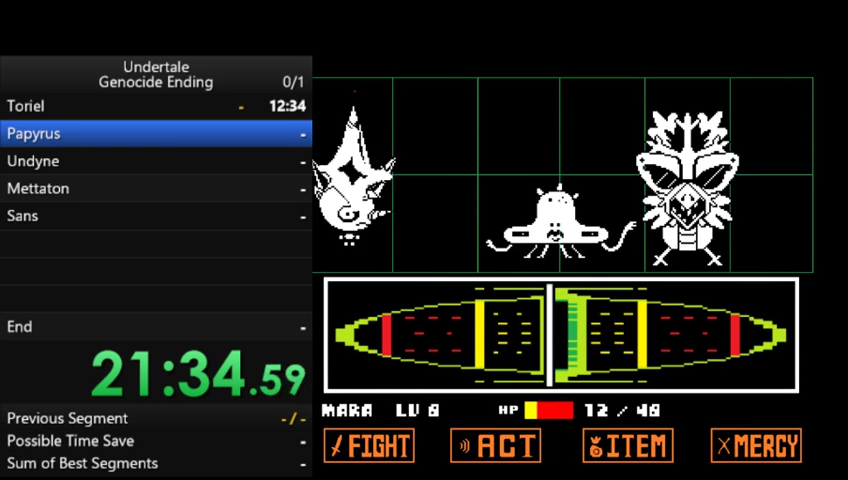 Undertale
Genocide Ending 0/1
Toriel - 12:34
Papyrus -
Undyne -
Mettaton -
Sans -
End -
21:34.59
Previous Segment -/-
Possible Time Save -
Sum of Best Segments -
MARA LV 8 HP 12 / 48
FIGHT ACT ITEM MERCY